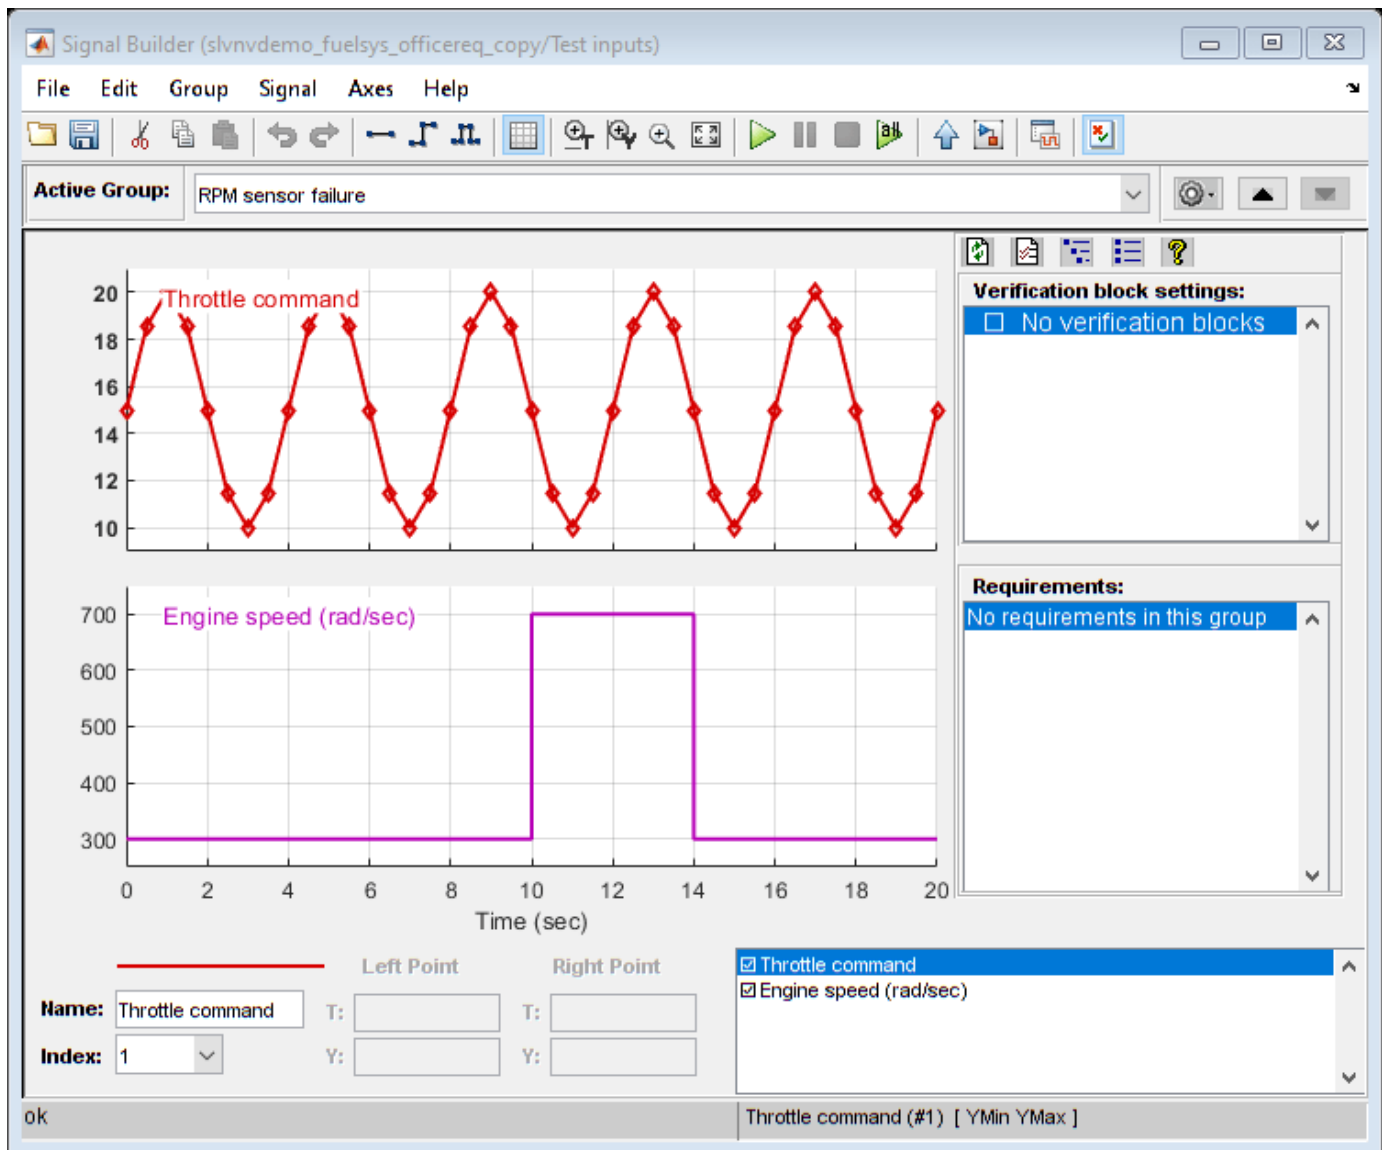 Signal Builder (slvnvdemo_fuelsys_officereq_copy/Test inputs)
File Edit Group Signal Axes Help
Active Group: RPM sensor failure
Throttle command
20
18
16
14
12
10
Engine speed (rad/sec)
700
600
500
400
300
0 2 4 6 8 10 12 14 16 18 20
Time (sec)
Verification block settings:
No verification blocks
Requirements:
No requirements in this group
Left Point Right Point
Name: Throttle command T: T:
Index: 1 Y: Y:
Throttle command
Engine speed (rad/sec)
ok
Throttle command (#1) [ YMin YMax ]